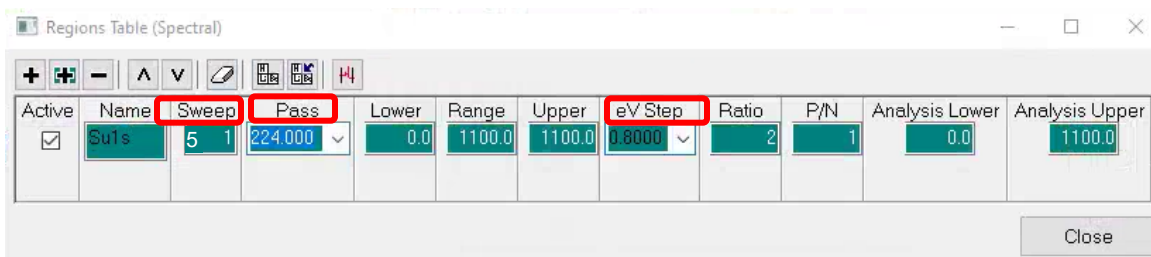 Regions Table (Spectral)
Active Name Sweep Pass Lower Range Upper eV Step Ratio P/N Analysis Lower Analysis Upper
Su1s 5 1 224.000 0.0 1100.0 1100.0 0.8000 2 1 0.0 1100.0
Close